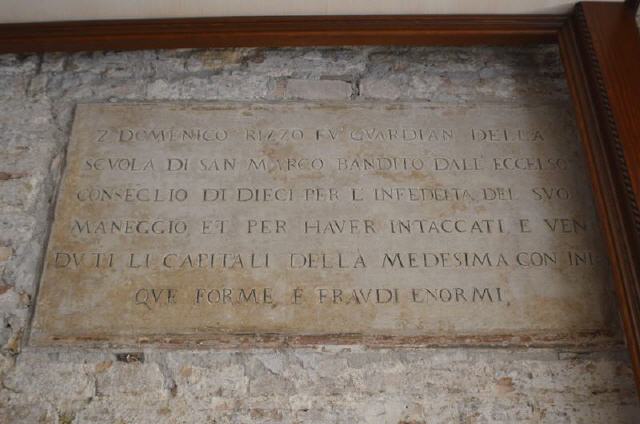 Z DOMENICO RIZZO FV GVARDIAN DELLA
SCVOLA DI SAN MARCO BANDITO DALL' ECCELSO
CONSEGLIO DI DIECI PER L' INFEDELTA DEL SVO
MANEGGIO ET PER HAVER INTACCATI E VEN
DVTI LI CAPITALI DELLA MEDESIMA CON INI
QVE FORME E FRAVDI ENORMI